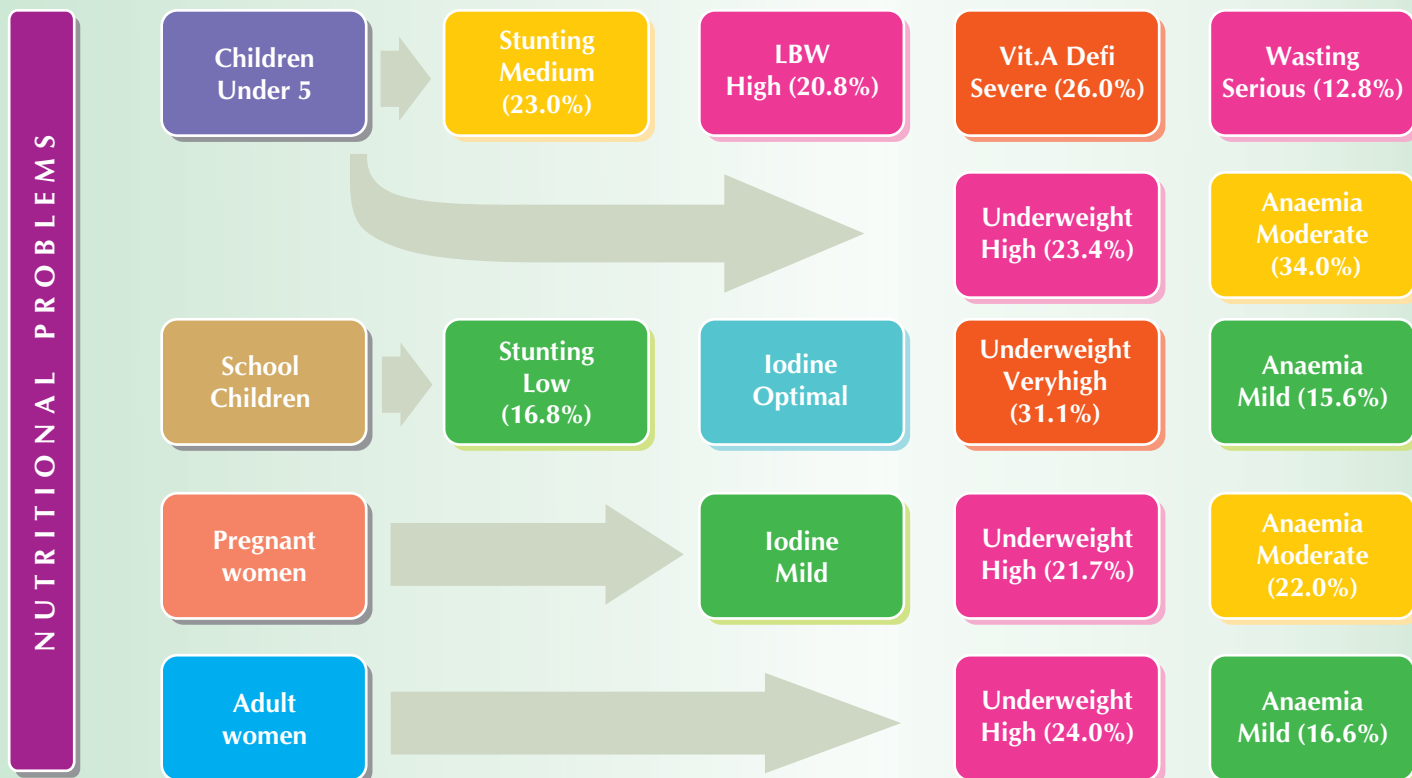 NUTRITIONAL PROBLEMS
Children
Under 5
Stunting
Medium
(23.0%)
LBW
High (20.8%)
Vit.A Defi
Severe (26.0%)
Wasting
Serious (12.8%)
Underweight
High (23.4%)
Anaemia
Moderate
(34.0%)
School
Children
Stunting
Low
(16.8%)
Iodine
Optimal
Underweight
Veryhigh
(31.1%)
Anaemia
Mild (15.6%)
Pregnant
women
Iodine
Mild
Underweight
High (21.7%)
Anaemia
Moderate
(22.0%)
Adult
women
Underweight
High (24.0%)
Anaemia
Mild (16.6%)